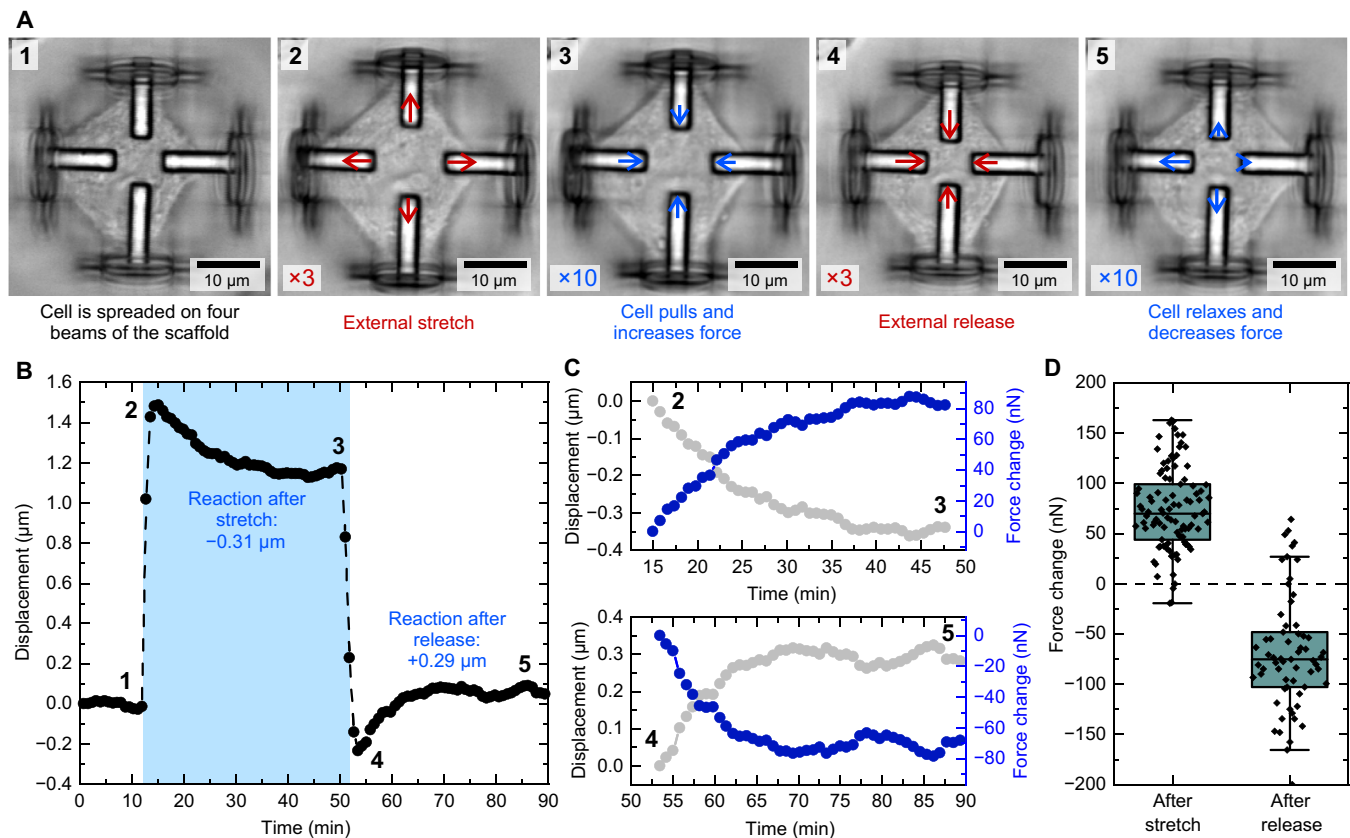 A
1
2
3
4
5
10 µm
×3
10 µm
×10
10 µm
×3
10 µm
×10
10 µm
Cell is spreaded on four
beams of the scaffold
External stretch
Cell pulls and
increases force
External release
Cell relaxes and
decreases force
B
1.6
1.4
1.2
1.0
0.8
0.6
0.4
0.2
0.0
−0.2
−0.4
Displacement (µm)
0
10
20
30
40
50
60
70
80
90
Time (min)
1
2
3
4
5
Reaction after
stretch:
−0.31 µm
Reaction after
release:
+0.29 µm
C
0.0
−0.1
−0.2
−0.3
−0.4
Displacement (µm)
2
3
80
60
40
20
0
Force change (nN)
15
20
25
30
35
40
45
50
Time (min)
0.4
0.3
0.2
0.1
0.0
Displacement (µm)
4
5
0
−20
−40
−60
−80
Force change (nN)
50
55
60
65
70
75
80
85
90
Time (min)
D
200
150
100
50
0
−50
−100
−150
−200
Force change (nN)
After
stretch
After
release